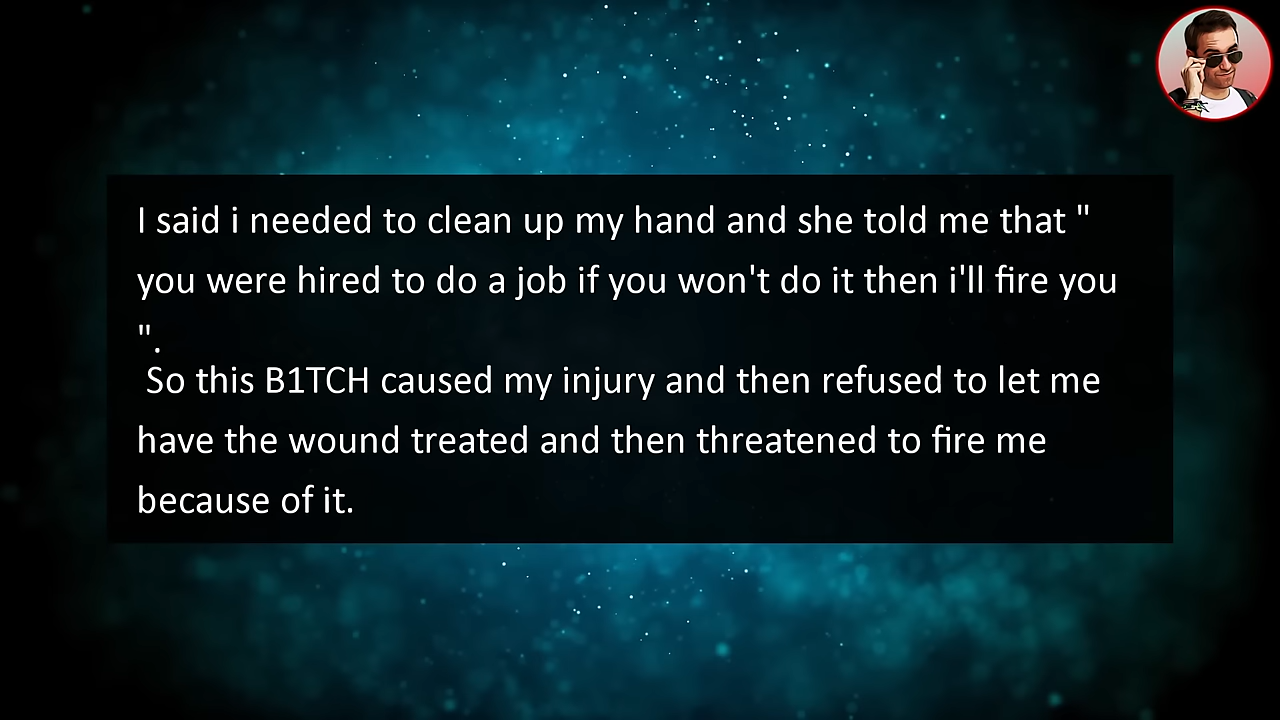 I said i needed to clean up my hand and she told me that "
you were hired to do a job if you won't do it then i'll fire you
".
So this B1TCH caused my injury and then refused to let me
have the wound treated and then threatened to fire me
because of it.